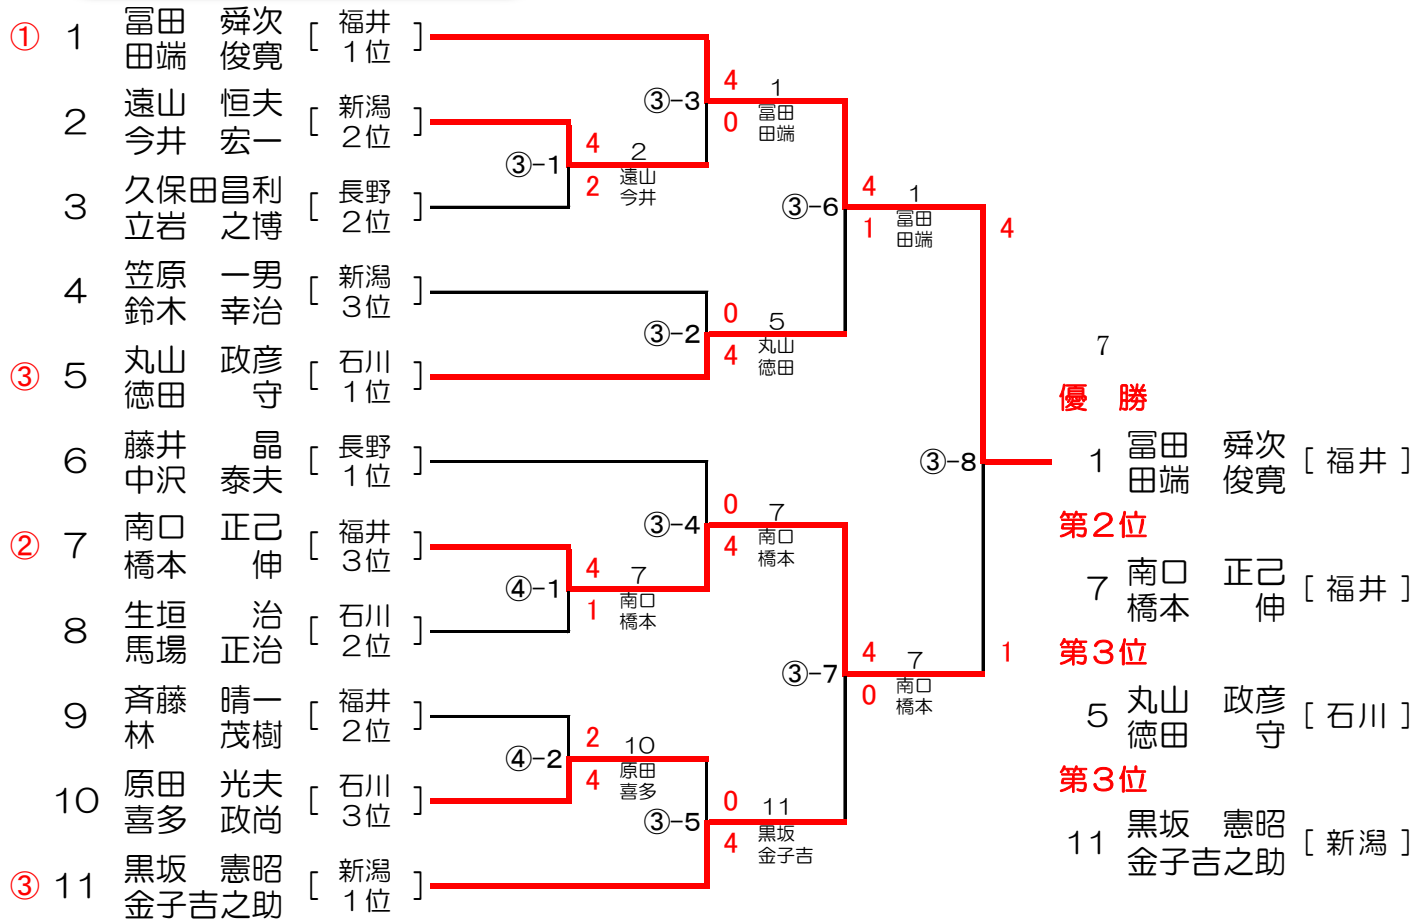 ① 1 冨田 舜次 [ 福井 ]
田端 俊寛 1位
2 遠山 恒夫 [ 新潟 ]
今井 宏一 2位
3 久保田昌利 [ 長野 ]
立岩 之博 2位
4 笠原 一男 [ 新潟 ]
鈴木 幸治 3位
③ 5 丸山 政彦 [ 石川 ]
徳田 守 1位
6 藤井 晶 [ 長野 ]
中沢 泰夫 1位
② 7 南口 正己 [ 福井 ]
橋本 伸 3位
8 生垣 治 [ 石川 ]
馬場 正治 2位
9 斉藤 晴一 [ 福井 ]
林 茂樹 2位
10 原田 光夫 [ 石川 ]
喜多 政尚 3位
③ 11 黒坂 憲昭 [ 新潟 ]
金子吉之助 1位
③-1
4
2
2
遠山
今井
④-1
4
1
7
南口
橋本
④-2
2
4
10
原田
喜多
③-3
4
0
1
冨田
田端
③-2
0
4
5
丸山
徳田
③-4
0
4
7
南口
橋本
③-5
0
4
11
黒坂
金子吉
③-6
4
1
1
冨田
田端
③-7
4
0
7
南口
橋本
③-8
4
1
7
優 勝
1 冨田 舜次 [ 福井 ]
田端 俊寛
第2位
7 南口 正己 [ 福井 ]
橋本 伸
第3位
5 丸山 政彦 [ 石川 ]
徳田 守
第3位
11 黒坂 憲昭 [ 新潟 ]
金子吉之助